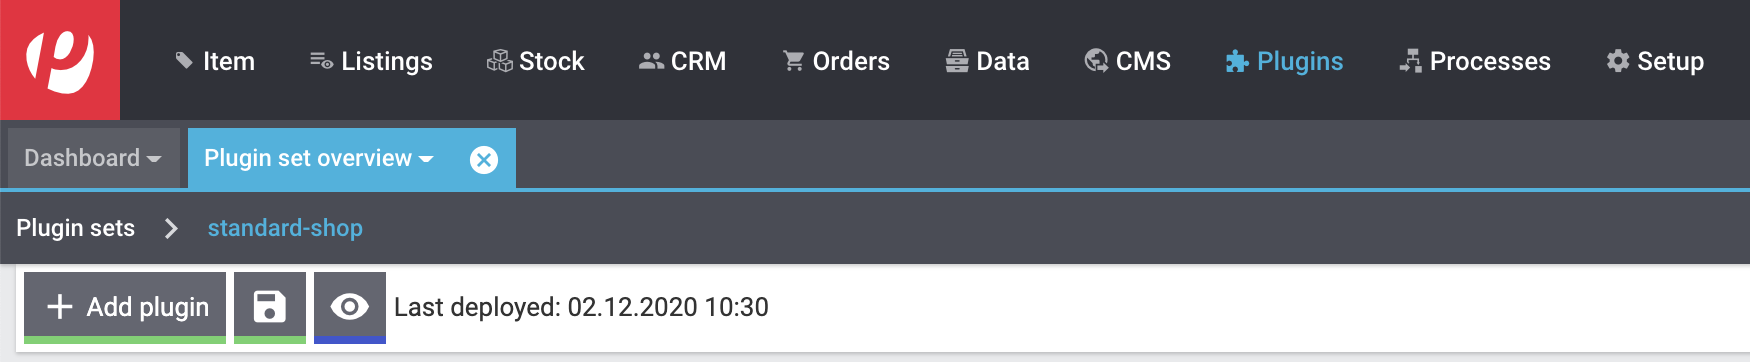 Item Listings Stock CRM Orders Data CMS Plugins Processes Setup
Dashboard Plugin set overview
Plugin sets standard-shop
Add plugin Last deployed: 02.12.2020 10:30